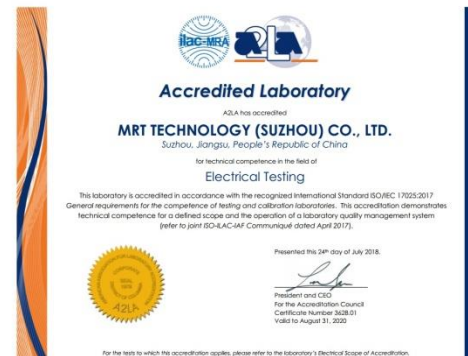 ilac-MRA
A2LA
Accredited Laboratory
A2LA has accredited
MRT TECHNOLOGY (SUZHOU) CO., LTD.
Suzhou, Jiangsu, People's Republic of China
for technical competence in the field of
Electrical Testing
This laboratory is accredited in accordance with the recognized International Standard ISO/IEC 17025:2017
General requirements for the competence of testing and calibration laboratories. This accreditation demonstrates
technical competence for a defined scope and the operation of a laboratory quality management system
(refer to joint ISO-ILAC-IAF Communiqué dated April 2017).
Presented this 24th day of July 2018.
President and CEO
For the Accreditation Council
Certificate Number 3628.01
Valid to August 31, 2020
CORPORATE
SEAL
A2LA
For the tests to which this accreditation applies, please refer to the laboratory's Electrical Scope of Accreditation.